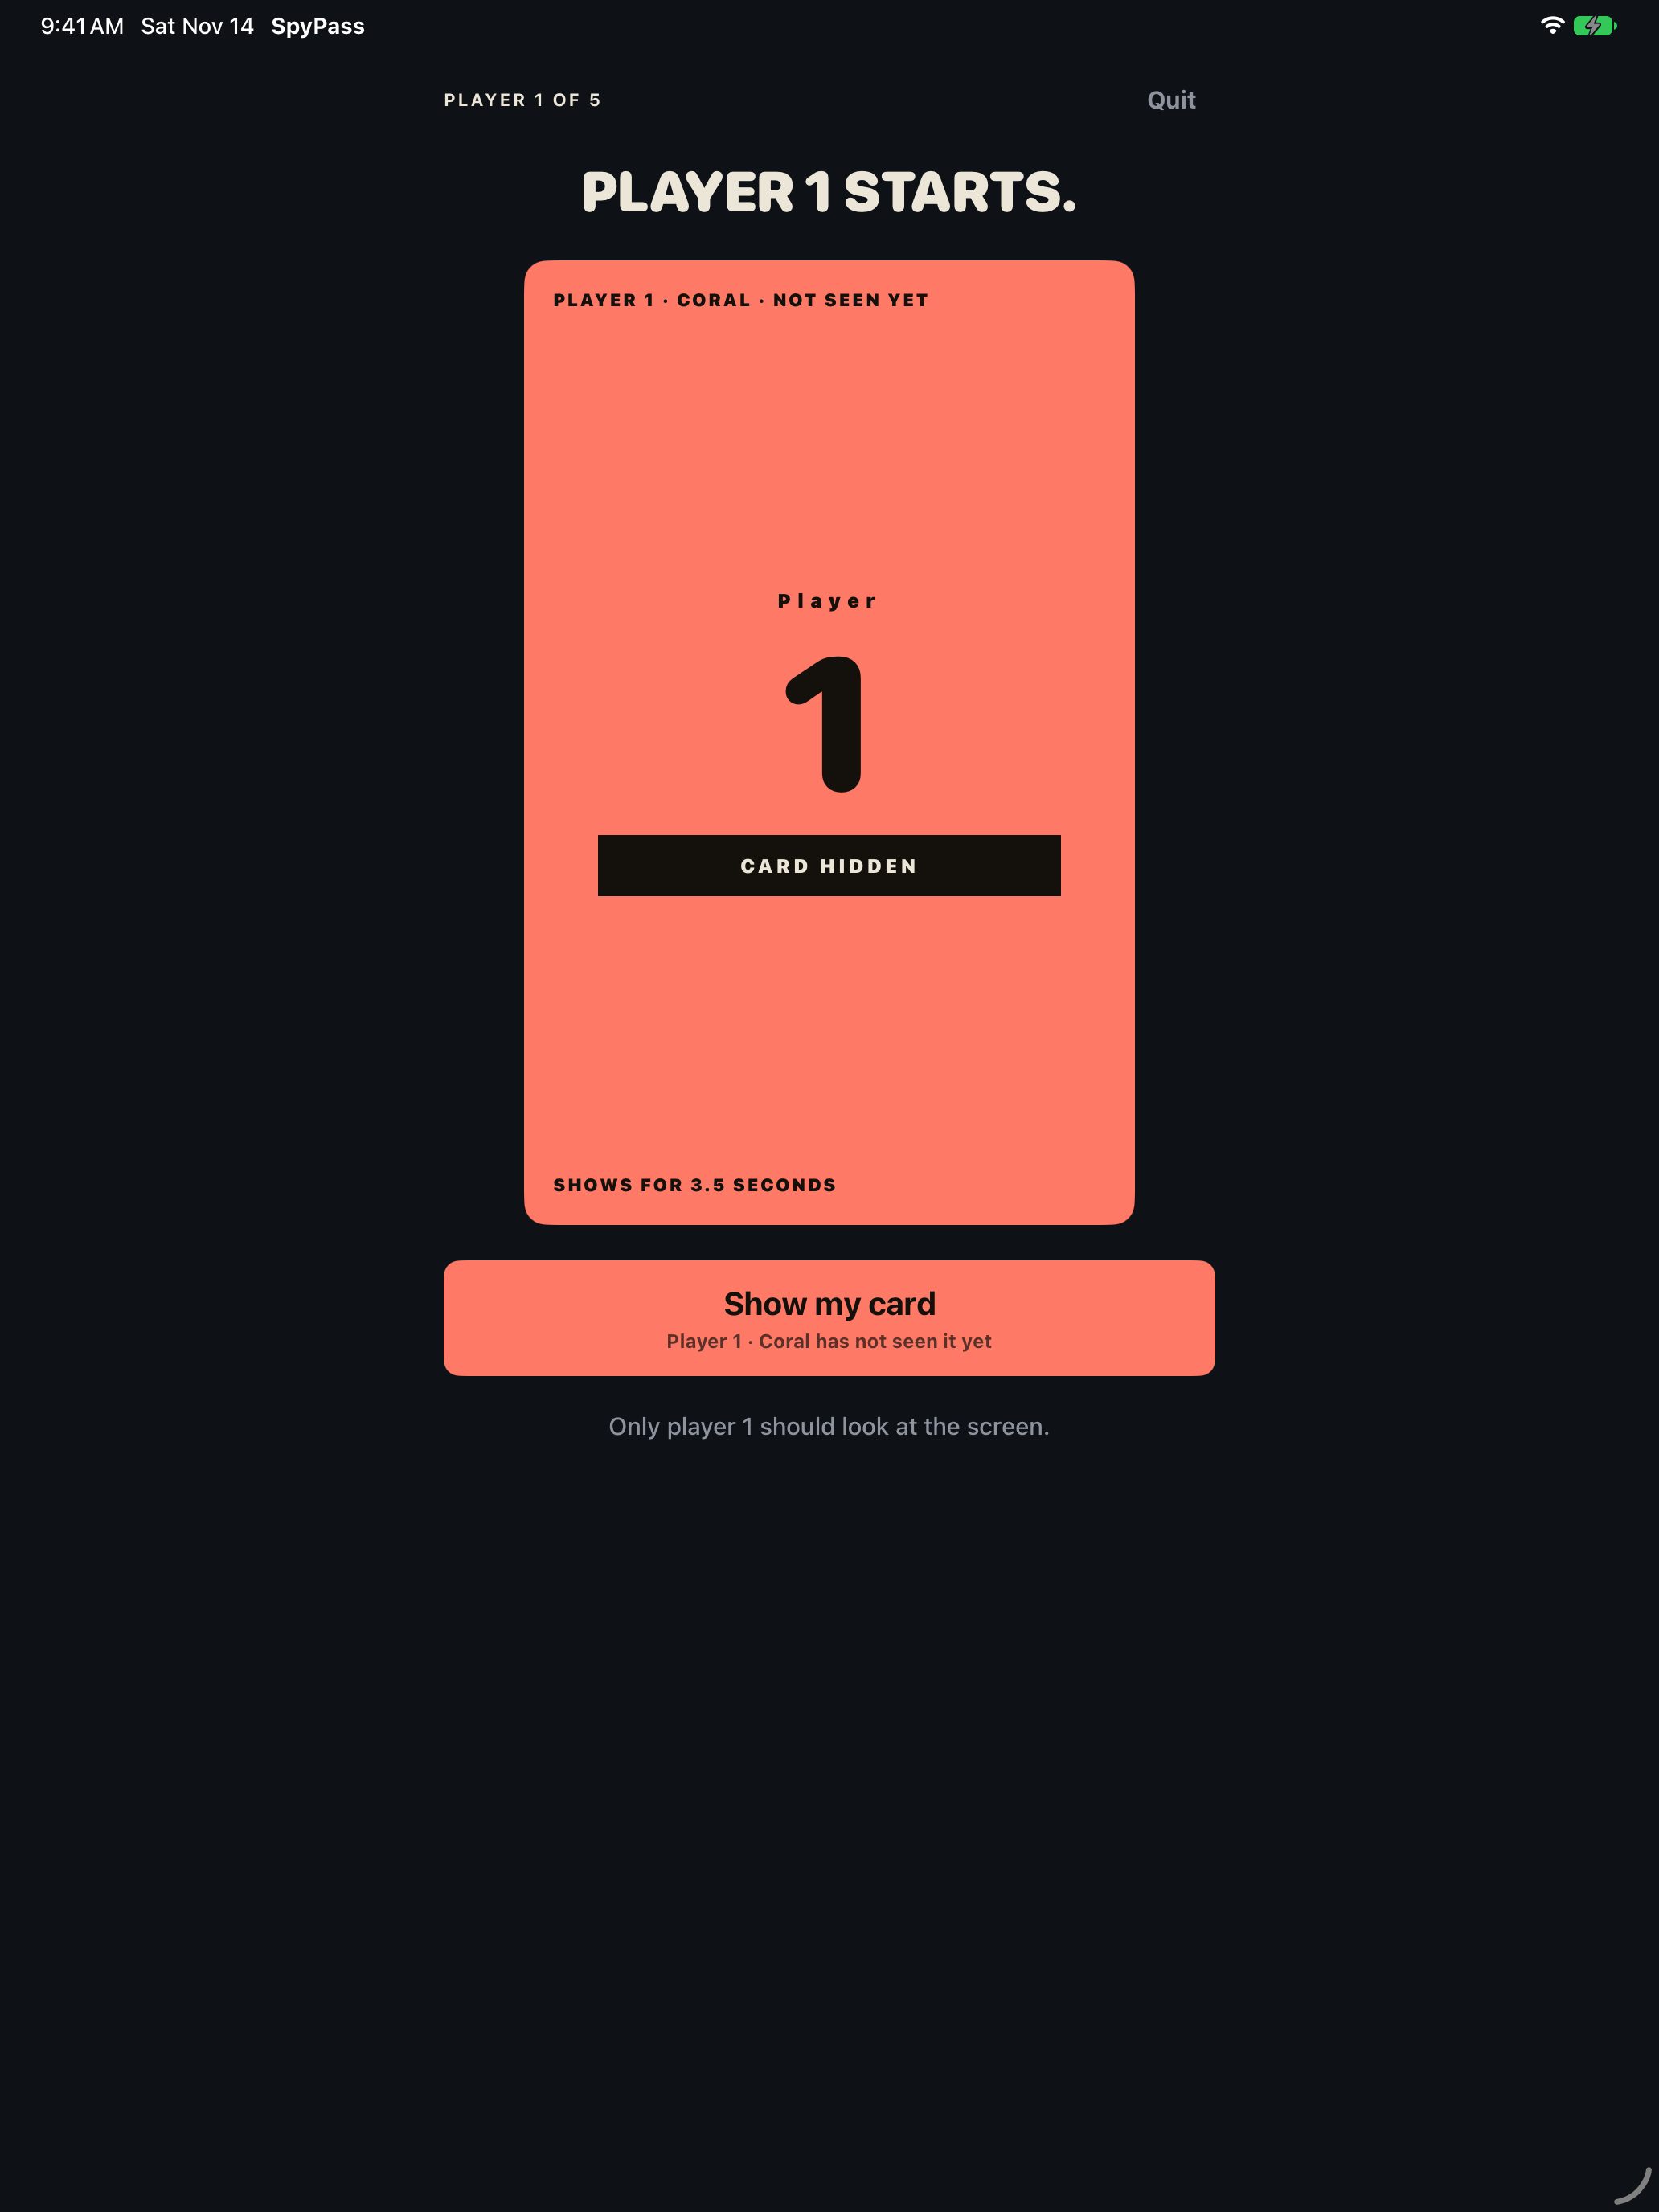 9:41 AM Sat Nov 14 SpyPass
PLAYER 1 OF 5
Quit
PLAYER 1 STARTS.
PLAYER 1 · CORAL · NOT SEEN YET
Player
1
CARD HIDDEN
SHOWS FOR 3.5 SECONDS
Show my card
Player 1 · Coral has not seen it yet
Only player 1 should look at the screen.